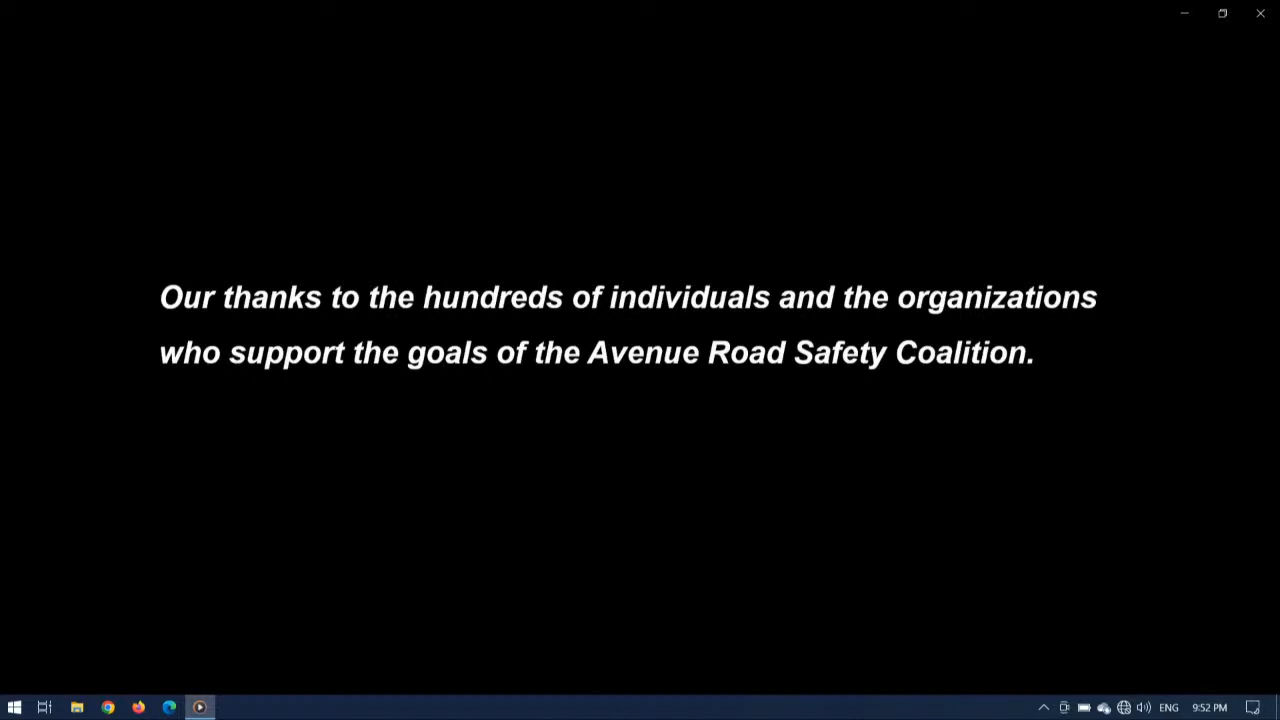 Our thanks to the hundreds of individuals and the organizations
who support the goals of the Avenue Road Safety Coalition.
ENG
9:52 PM